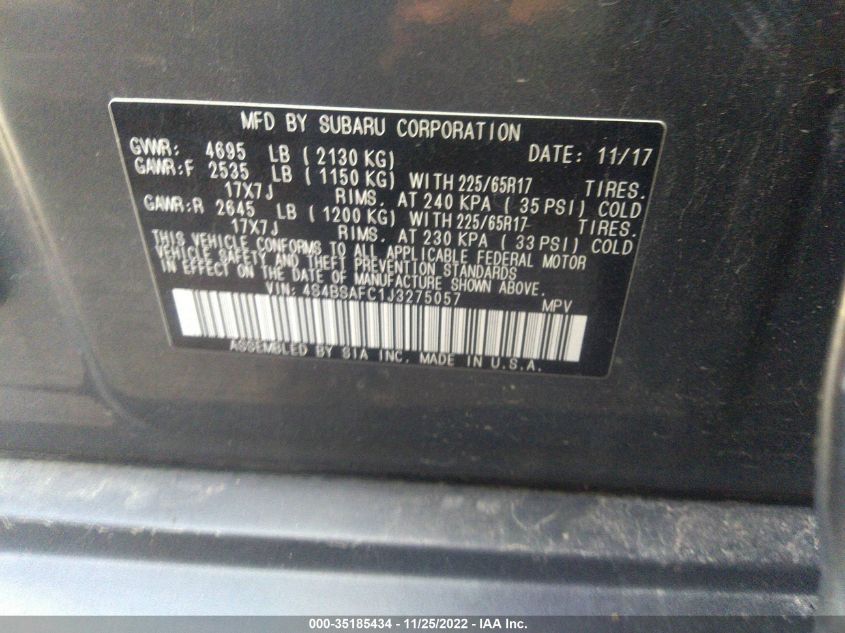 MFD BY SUBARU CORPORATION
GVWR: 4695 LB ( 2130 KG) DATE: 11/17
GAWR:F 2535 LB ( 1150 KG) WITH 225/65R17 TIRES.
17X7J RIMS. AT 240 KPA ( 35 PSI) COLD
GAWR:R 2645 LB ( 1200 KG) WITH 225/65R17 TIRES.
17X7J RIMS. AT 230 KPA ( 33 PSI) COLD
THIS VEHICLE CONFORMS TO ALL APPLICABLE FEDERAL MOTOR
VEHICLE SAFETY AND THEFT PREVENTION STANDARDS
IN EFFECT ON THE DATE OF MANUFACTURE SHOWN ABOVE.
VIN: 4S4BSAFC1J3275057 MPV
ASSEMBLED BY SIA INC. MADE IN U.S.A.
000-35185434 - 11/25/2022 - IAA Inc.